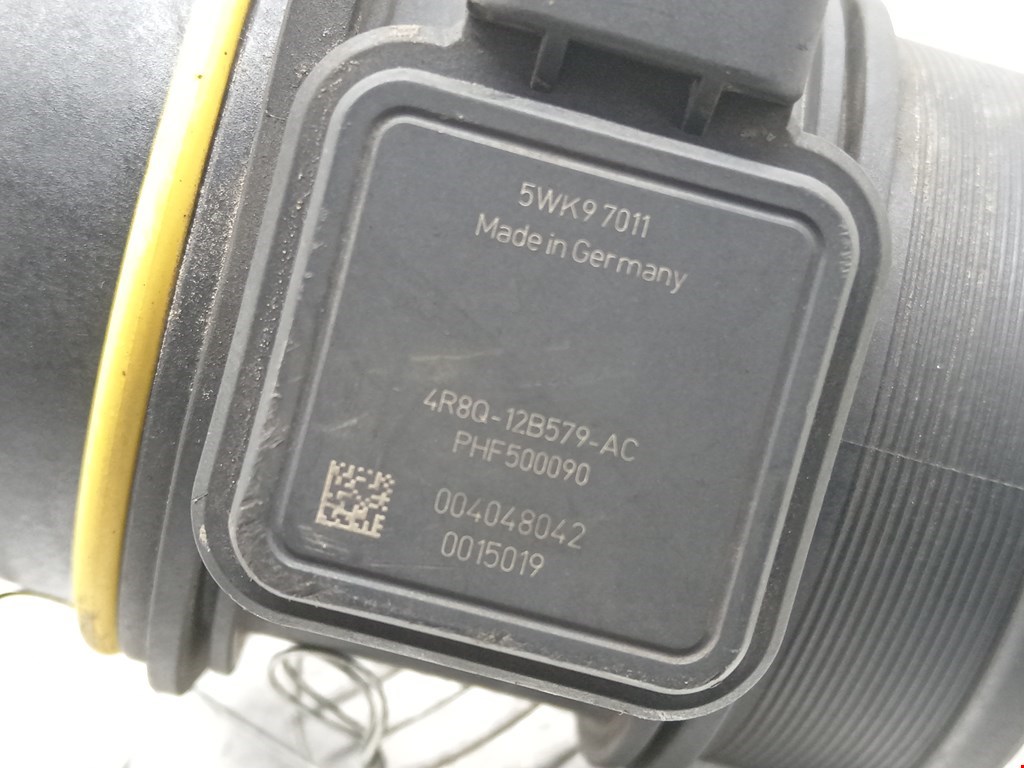 5WK9 7011
Made in Germany
4R8Q-12B579-AC
PHF500090
004048042
0015019